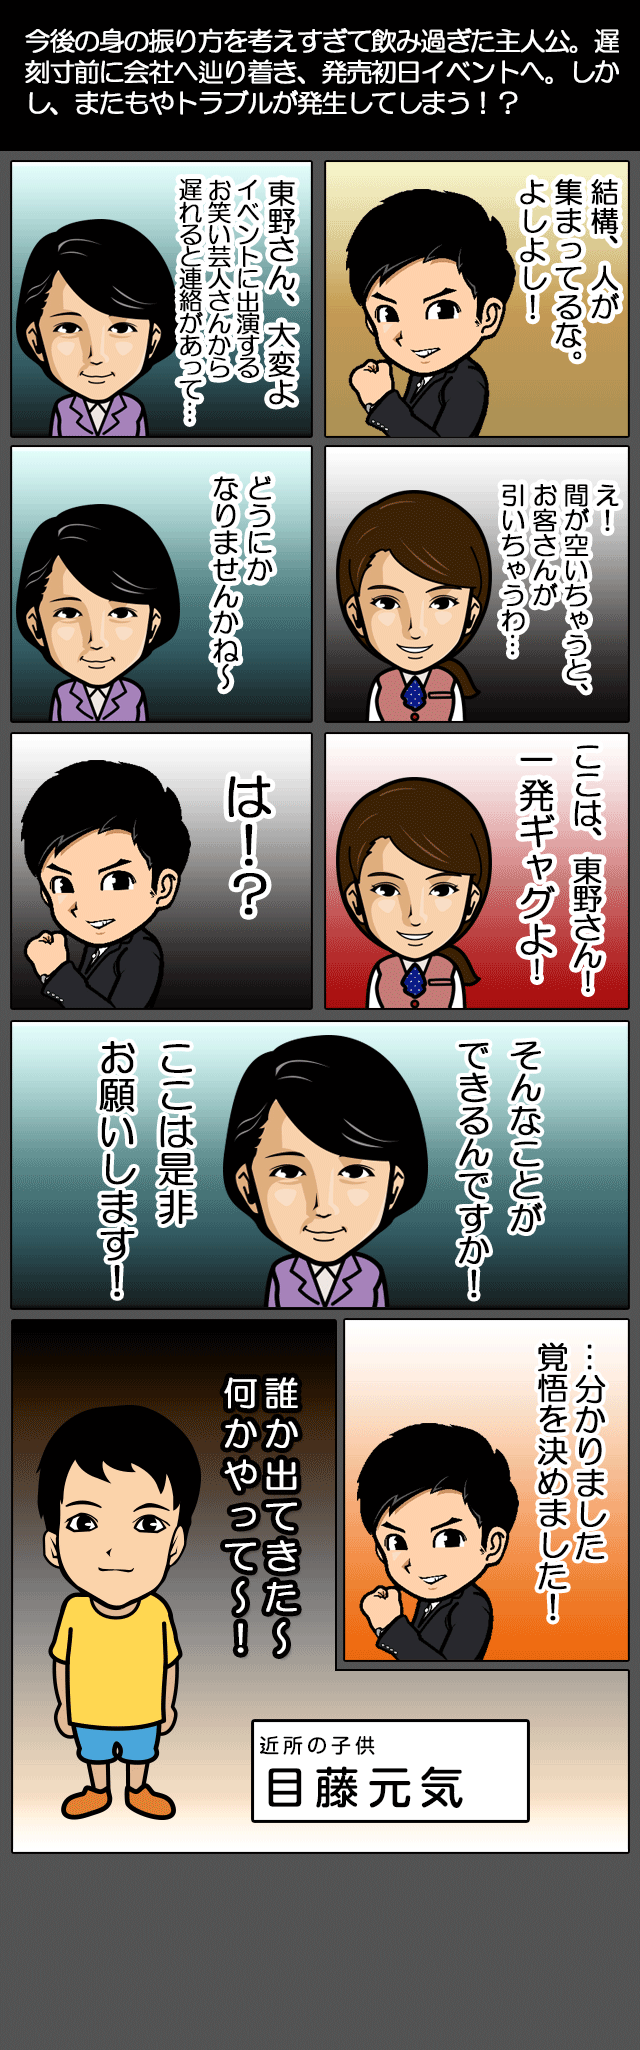 今後の身の振り方を考えすぎて飲み過ぎた主人公。遅
刻寸前に会社へ辿り着き、発売初日イベントへ。しか
し、またもやトラブルが発生してしまう！？
結構、人が
集まってるな。
よしよし！
東野さん、大変よ
イベントに出演する
お笑い芸人さんから
遅れると連絡があって…
え！
間が空いちゃうと、
お客さんが
引いちゃうわ…
どうにか
なりませんかね～
ここは、東野さん！
一発ギャグよ！
は！？
そんなことが
できるんですか！
ここは是非
お願いします！
…分かりました
覚悟を決めました！
誰か出てきた～
何かやって～！
近所の子供
目藤元気